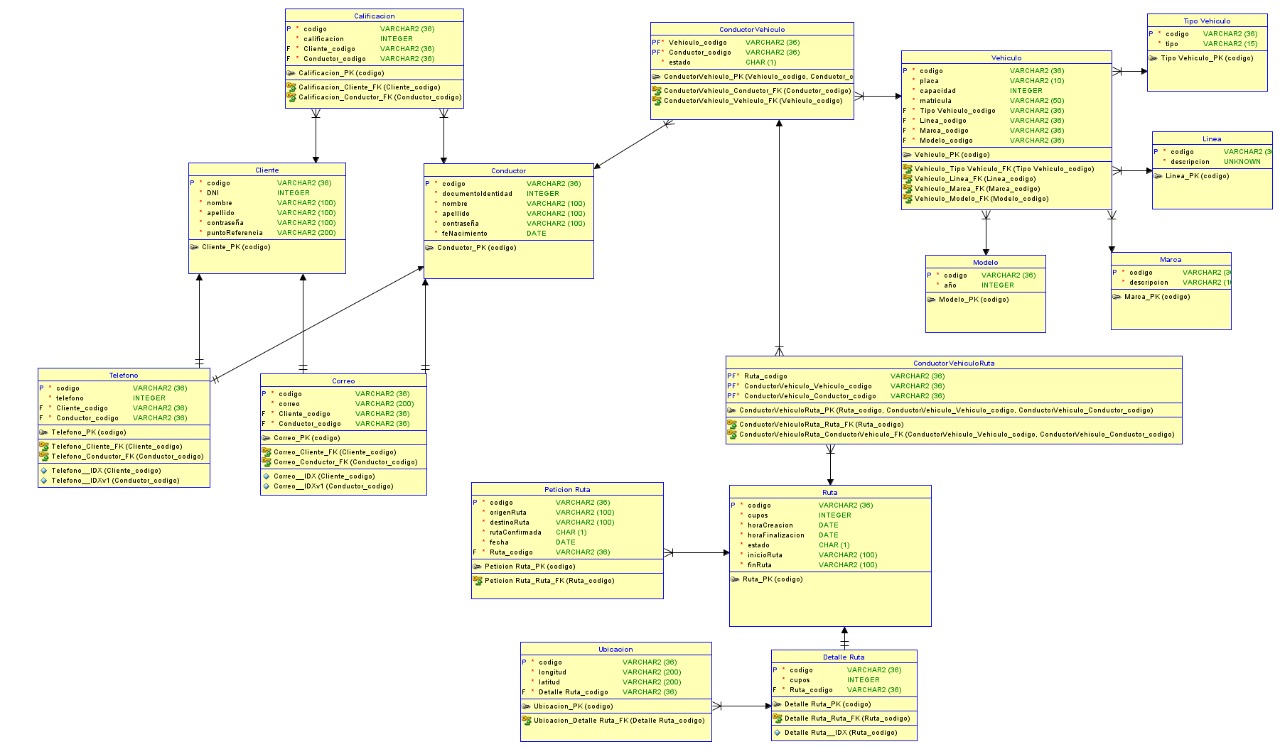 Calificacion
P * codigo VARCHAR2 (36)
* calificacion INTEGER
F * Cliente_codigo VARCHAR2 (36)
F * Conductor_codigo VARCHAR2 (36)
Calificacion_PK (codigo)
Calificacion_Cliente_FK (Cliente_codigo)
Calificacion_Conductor_FK (Conductor_codigo)
ConductorVehiculo
PF* Vehiculo_codigo VARCHAR2 (36)
PF* Conductor_codigo VARCHAR2 (36)
* estado CHAR (1)
ConductorVehiculo_PK (Vehiculo_codigo, Conductor_c
ConductorVehiculo_Conductor_FK (Conductor_codigo)
ConductorVehiculo_Vehiculo_FK (Vehiculo_codigo)
Vehiculo
P * codigo VARCHAR2 (36)
* placa VARCHAR2 (10)
* capacidad INTEGER
* matricula VARCHAR2 (50)
F * Tipo Vehiculo_codigo VARCHAR2 (36)
F * Linea_codigo VARCHAR2 (36)
F * Marca_codigo VARCHAR2 (36)
F * Modelo_codigo VARCHAR2 (36)
Vehiculo_PK (codigo)
Vehiculo_Tipo Vehiculo_FK (Tipo Vehiculo_codigo)
Vehiculo_Linea_FK (Linea_codigo)
Vehiculo_Marca_FK (Marca_codigo)
Vehiculo_Modelo_FK (Modelo_codigo)
Tipo Vehiculo
P * codigo VARCHAR2 (36)
* tipo VARCHAR2 (15)
Tipo Vehiculo_PK (codigo)
Linea
P * codigo VARCHAR2 (3
* descripcion UNKNOWN
Linea_PK (codigo)
Cliente
P * codigo VARCHAR2 (36)
* DNI INTEGER
* nombre VARCHAR2 (100)
* apellido VARCHAR2 (100)
* contraseña VARCHAR2 (100)
* puntoReferencia VARCHAR2 (200)
Cliente_PK (codigo)
Conductor
P * codigo VARCHAR2 (36)
* documentoIdentidad INTEGER
* nombre VARCHAR2 (100)
* apellido VARCHAR2 (100)
* contraseña VARCHAR2 (100)
* feNacimiento DATE
Conductor_PK (codigo)
Modelo
P * codigo VARCHAR2 (36)
* año INTEGER
Modelo_PK (codigo)
Marca
P * codigo VARCHAR2 (3
* descripcion VARCHAR2 (1
Marca_PK (codigo)
Telefono
P * codigo VARCHAR2 (36)
* telefono INTEGER
F * Cliente_codigo VARCHAR2 (36)
F * Conductor_codigo VARCHAR2 (36)
Telefono_PK (codigo)
Telefono_Cliente_FK (Cliente_codigo)
Telefono_Conductor_FK (Conductor_codigo)
Telefono__IDX (Cliente_codigo)
Telefono__IDXv1 (Conductor_codigo)
Correo
P * codigo VARCHAR2 (36)
* correo VARCHAR2 (200)
F * Cliente_codigo VARCHAR2 (36)
F * Conductor_codigo VARCHAR2 (36)
Correo_PK (codigo)
Correo_Cliente_FK (Cliente_codigo)
Correo_Conductor_FK (Conductor_codigo)
Correo__IDX (Cliente_codigo)
Correo__IDXv1 (Conductor_codigo)
ConductorVehiculoRuta
PF* Ruta_codigo VARCHAR2 (36)
PF* ConductorVehiculo_Vehiculo_codigo VARCHAR2 (36)
PF* ConductorVehiculo_Conductor_codigo VARCHAR2 (36)
ConductorVehiculoRuta_PK (Ruta_codigo, ConductorVehiculo_Vehiculo_codigo, ConductorVehiculo_Conductor_codigo)
ConductorVehiculoRuta_Ruta_FK (Ruta_codigo)
ConductorVehiculoRuta_ConductorVehiculo_FK (ConductorVehiculo_Vehiculo_codigo, ConductorVehiculo_Conductor_codigo)
Peticion Ruta
P * codigo VARCHAR2 (36)
* origenRuta VARCHAR2 (100)
* destinoRuta VARCHAR2 (100)
* rutaConfirmada CHAR (1)
* fecha DATE
F * Ruta_codigo VARCHAR2 (36)
Peticion Ruta_PK (codigo)
Peticion Ruta_Ruta_FK (Ruta_codigo)
Ruta
P * codigo VARCHAR2 (36)
* cupos INTEGER
* horaCreacion DATE
* horaFinalizacion DATE
* estado CHAR (1)
* inicioRuta VARCHAR2 (100)
* finRuta VARCHAR2 (100)
Ruta_PK (codigo)
Ubicacion
P * codigo VARCHAR2 (36)
* longitud VARCHAR2 (200)
* latitud VARCHAR2 (200)
F * Detalle Ruta_codigo VARCHAR2 (36)
Ubicacion_PK (codigo)
Ubicacion_Detalle Ruta_FK (Detalle Ruta_codigo)
Detalle Ruta
P * codigo VARCHAR2 (36)
* cupos INTEGER
F * Ruta_codigo VARCHAR2 (36)
Detalle Ruta_PK (codigo)
Detalle Ruta_Ruta_FK (Ruta_codigo)
Detalle Ruta__IDX (Ruta_codigo)